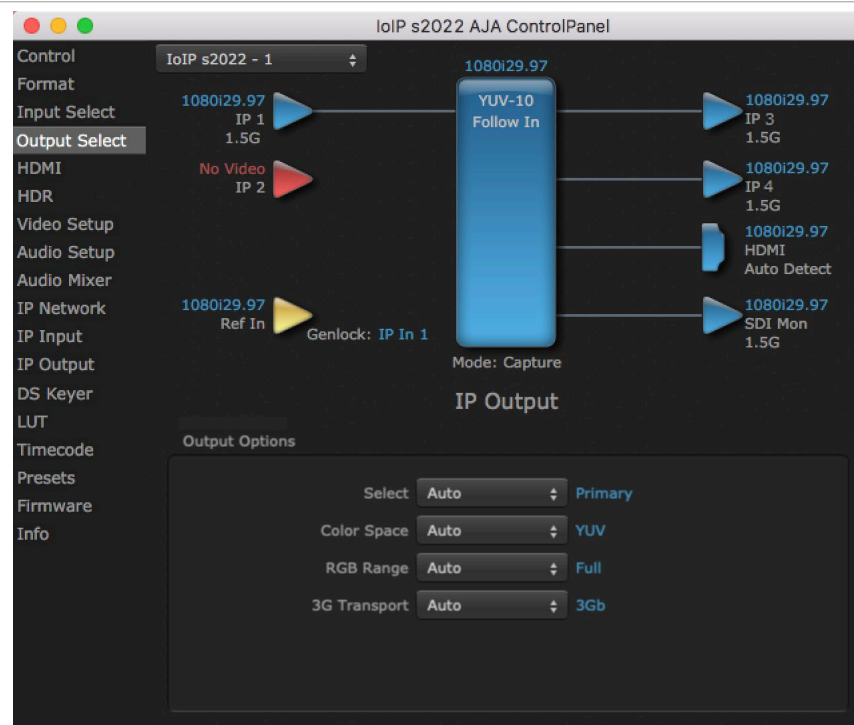 IoIP s2022 AJA ControlPanel
Control
Format
Input Select
Output Select
HDMI
HDR
Video Setup
Audio Setup
Audio Mixer
IP Network
IP Input
IP Output
DS Keyer
LUT
Timecode
Presets
Firmware
Info
IoIP s2022 - 1
1080i29.97
1080i29.97
IP 1
1.5G
No Video
IP 2
1080i29.97
Ref In
Genlock: IP In 1
YUV-10
Follow In
Mode: Capture
1080i29.97
IP 3
1.5G
1080i29.97
IP 4
1.5G
1080i29.97
HDMI
Auto Detect
1080i29.97
SDI Mon
1.5G
IP Output
Output Options
Select Auto Primary
Color Space Auto YUV
RGB Range Auto Full
3G Transport Auto 3Gb